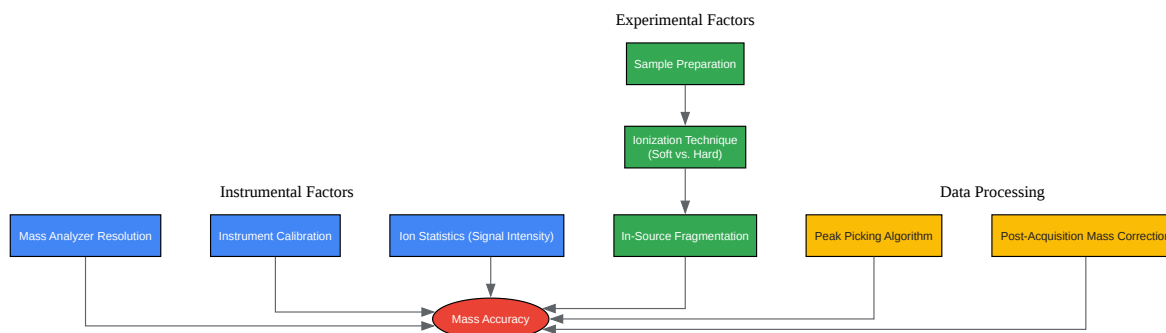 Experimental Factors
Sample Preparation
Ionization Technique
(Soft vs. Hard)
Instrumental Factors
Data Processing
Mass Analyzer Resolution
Instrument Calibration
Ion Statistics (Signal Intensity)
In-Source Fragmentation
Peak Picking Algorithm
Post-Acquisition Mass Correction
Mass Accuracy